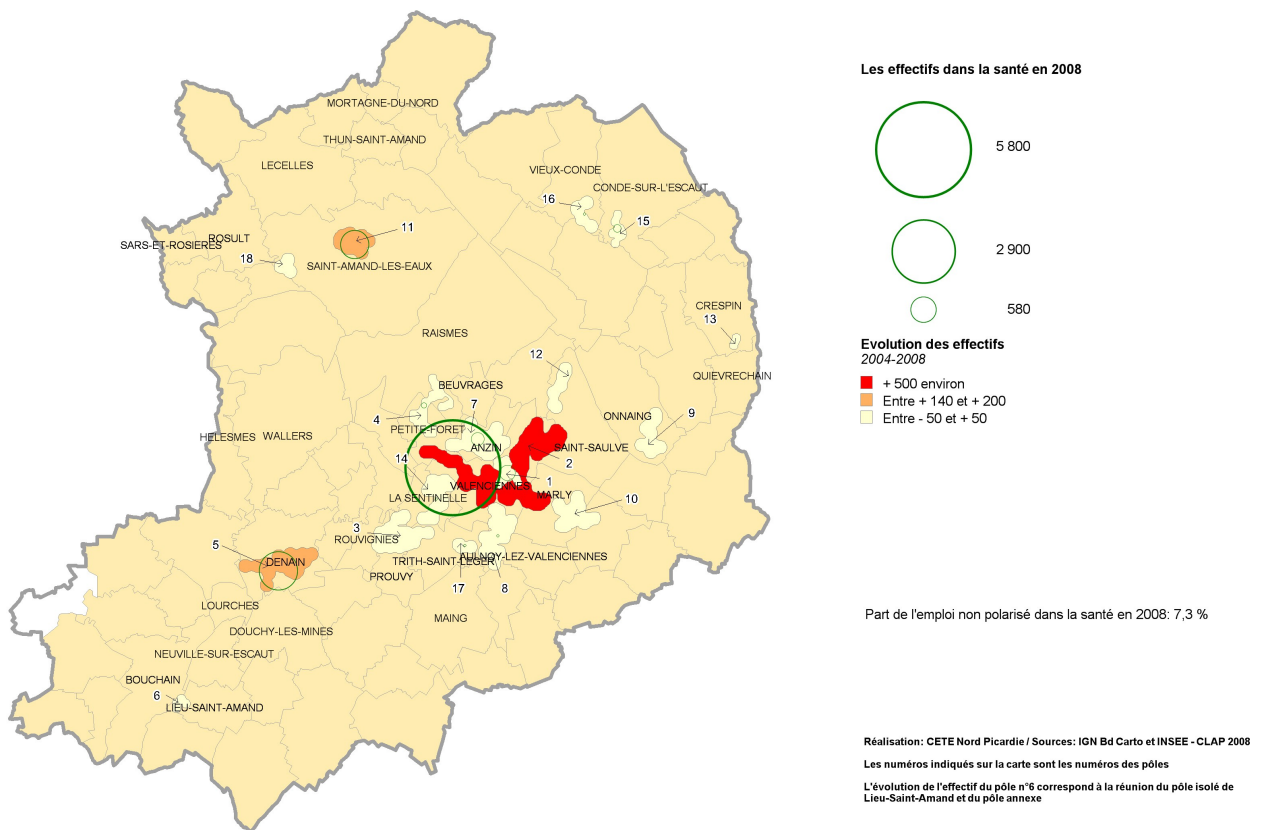 Les effectifs dans la santé en 2008
5 800
2 900
580
Evolution des effectifs
2004-2008
+ 500 environ
Entre + 140 et + 200
Entre - 50 et + 50
Part de l'emploi non polarisé dans la santé en 2008: 7,3 %
Réalisation: CETE Nord Picardie / Sources: IGN Bd Carto et INSEE - CLAP 2008
Les numéros indiqués sur la carte sont les numéros des pôles
L'évolution de l'effectif du pôle n°6 correspond à la réunion du pôle isolé de
Lieu-Saint-Amand et du pôle annexe
MORTAGNE-DU-NORD
THUN-SAINT-AMAND
LECELLES
VIEUX-CONDE
CONDE-SUR-L'ESCAUT
16
15
11
ROSULT
SARS-ET-ROSIERES
18
SAINT-AMAND-LES-EAUX
CRESPIN
13
RAISMES
12
QUIEVRECHAIN
BEUVRAGES
7
4
ONNAING
9
PETITE-FORET
HELESMES
WALLERS
ANZIN
SAINT-SAULVE
14
2
1
VALENCIENNES
MARLY
LA SENTINELLE
10
3
ROUVIGNIES
5
DENAIN
TRITH-SAINT-LEGER
AULNOY-LEZ-VALENCIENNES
PROUVY
17
8
LOURCHES
MAING
DOUCHY-LES-MINES
NEUVILLE-SUR-ESCAUT
BOUCHAIN
6
LIEU-SAINT-AMAND